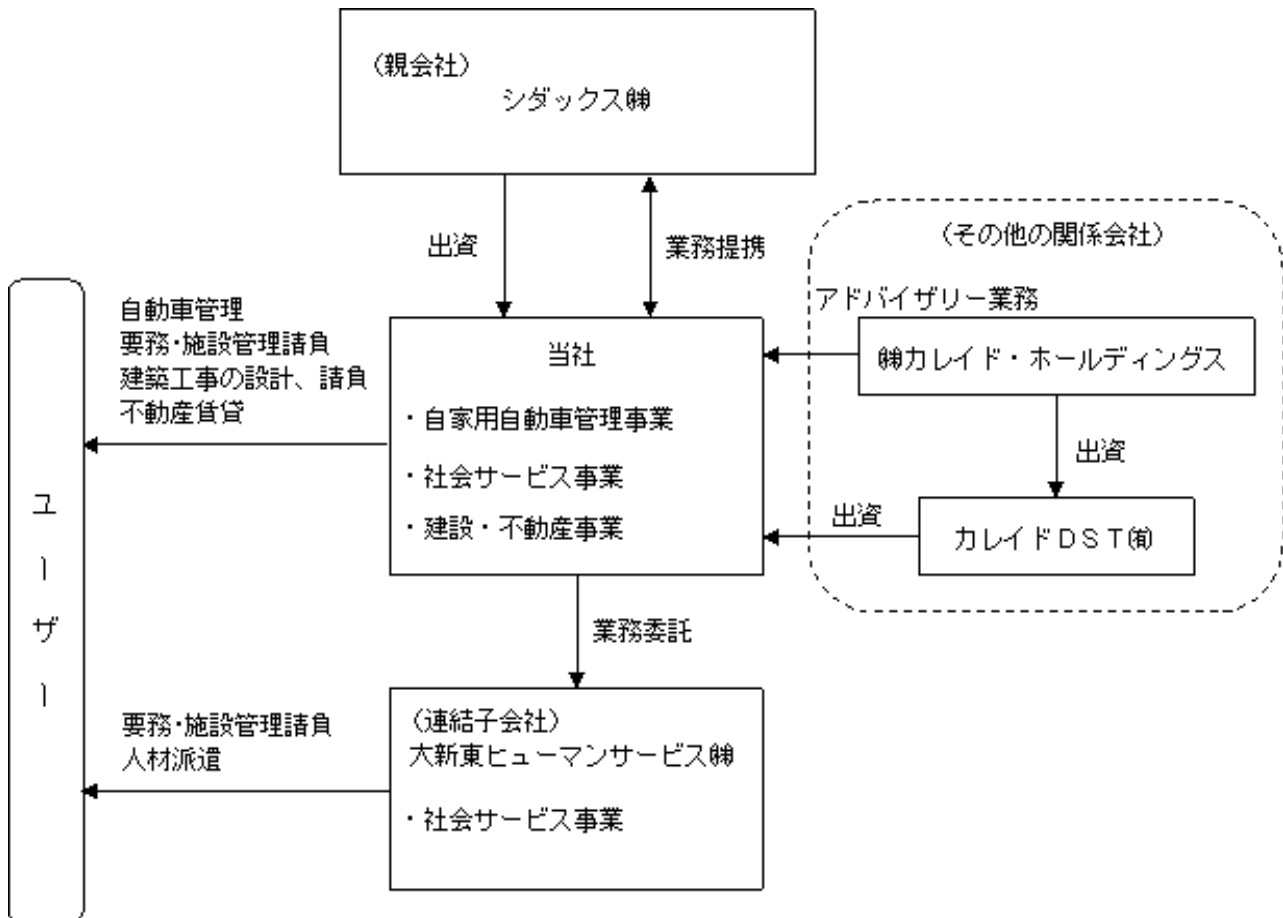 （親会社）
シダックス㈱
出資
業務提携
（その他の関係会社）
アドバイザリー業務
㈱カレイド・ホールディングス
出資
カレイドＤＳＴ㈲
出資
当社
・自家用自動車管理事業
・社会サービス事業
・建設・不動産事業
自動車管理
要務・施設管理請負
建築工事の設計、請負
不動産賃貸
ユーザー
業務委託
（連結子会社）
大新東ヒューマンサービス㈱
・社会サービス事業
要務・施設管理請負
人材派遣